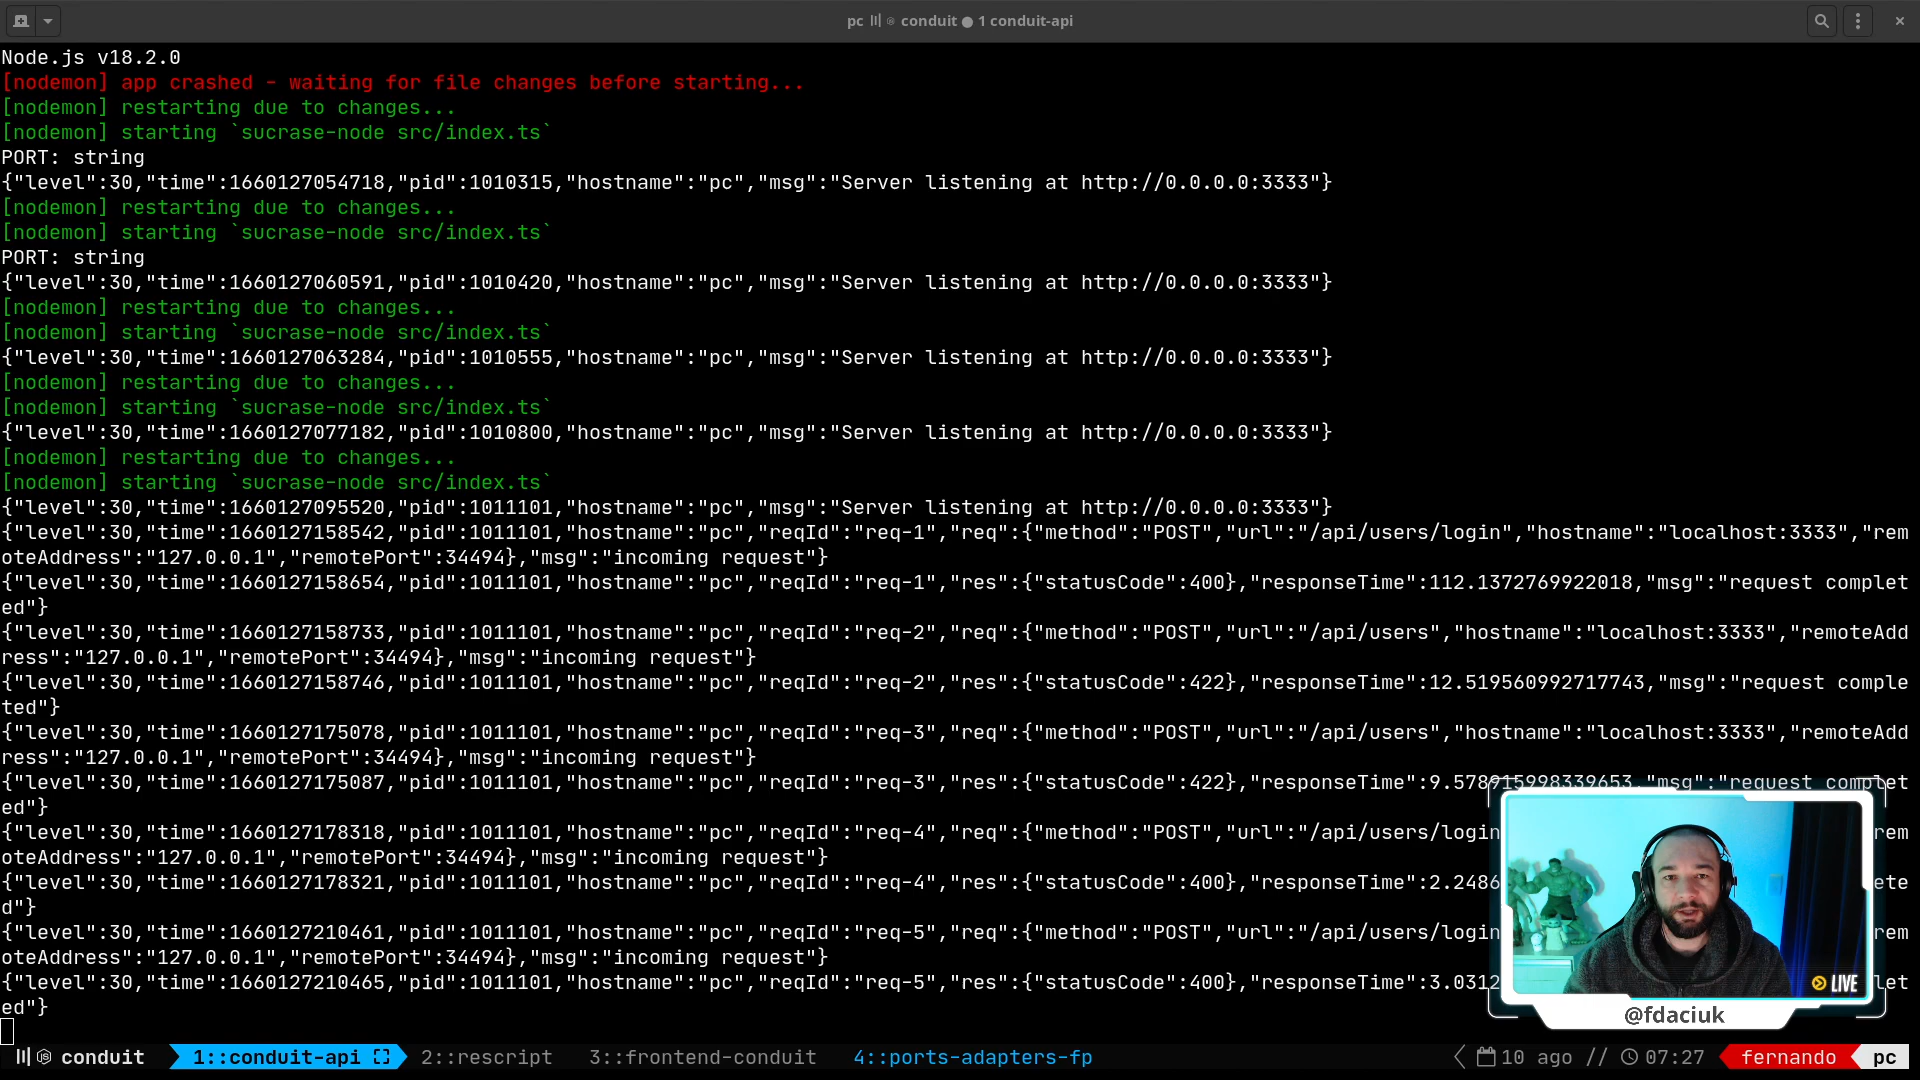 pc conduit ● 1 conduit-api
Node.js v18.2.0
[nodemon] app crashed - waiting for file changes before starting...
[nodemon] restarting due to changes...
[nodemon] starting `sucrase-node src/index.ts`
PORT: string
{"level":30,"time":1660127054718,"pid":1010315,"hostname":"pc","msg":"Server listening at http://0.0.0.0:3333"}
[nodemon] restarting due to changes...
[nodemon] starting `sucrase-node src/index.ts`
PORT: string
{"level":30,"time":1660127060591,"pid":1010420,"hostname":"pc","msg":"Server listening at http://0.0.0.0:3333"}
[nodemon] restarting due to changes...
[nodemon] starting `sucrase-node src/index.ts`
{"level":30,"time":1660127063284,"pid":1010555,"hostname":"pc","msg":"Server listening at http://0.0.0.0:3333"}
[nodemon] restarting due to changes...
[nodemon] starting `sucrase-node src/index.ts`
{"level":30,"time":1660127077182,"pid":1010800,"hostname":"pc","msg":"Server listening at http://0.0.0.0:3333"}
[nodemon] restarting due to changes...
[nodemon] starting `sucrase-node src/index.ts`
{"level":30,"time":1660127095520,"pid":1011101,"hostname":"pc","msg":"Server listening at http://0.0.0.0:3333"}
{"level":30,"time":1660127158542,"pid":1011101,"hostname":"pc","reqId":"req-1","req":{"method":"POST","url":"/api/users/login","hostname":"localhost:3333","rem
oteAddress":"127.0.0.1","remotePort":34494},"msg":"incoming request"}
{"level":30,"time":1660127158654,"pid":1011101,"hostname":"pc","reqId":"req-1","res":{"statusCode":400},"responseTime":112.1372769922018,"msg":"request complet
ed"}
{"level":30,"time":1660127158733,"pid":1011101,"hostname":"pc","reqId":"req-2","req":{"method":"POST","url":"/api/users","hostname":"localhost:3333","remoteAdd
ress":"127.0.0.1","remotePort":34494},"msg":"incoming request"}
{"level":30,"time":1660127158746,"pid":1011101,"hostname":"pc","reqId":"req-2","res":{"statusCode":422},"responseTime":12.519560992717743,"msg":"request comple
ted"}
{"level":30,"time":1660127175078,"pid":1011101,"hostname":"pc","reqId":"req-3","req":{"method":"POST","url":"/api/users","hostname":"localhost:3333","remoteAdd
ress":"127.0.0.1","remotePort":34494},"msg":"incoming request"}
{"level":30,"time":1660127175087,"pid":1011101,"hostname":"pc","reqId":"req-3","res":{"statusCode":422},"responseTime":9.578915998339653,"msg":"request complet
ed"}
{"level":30,"time":1660127178318,"pid":1011101,"hostname":"pc","reqId":"req-4","req":{"method":"POST","url":"/api/users/login rem
oteAddress":"127.0.0.1","remotePort":34494},"msg":"incoming request"}
{"level":30,"time":1660127178321,"pid":1011101,"hostname":"pc","reqId":"req-4","res":{"statusCode":400},"responseTime":2.2486 ete
d"}
{"level":30,"time":1660127210461,"pid":1011101,"hostname":"pc","reqId":"req-5","req":{"method":"POST","url":"/api/users/login rem
oteAddress":"127.0.0.1","remotePort":34494},"msg":"incoming request"}
{"level":30,"time":1660127210465,"pid":1011101,"hostname":"pc","reqId":"req-5","res":{"statusCode":400},"responseTime":3.0312 let
ed"}
LIVE
@fdaciuk
conduit 1::conduit-api 2::rescript 3::frontend-conduit 4::ports-adapters-fp 10 ago // 07:27 fernando pc